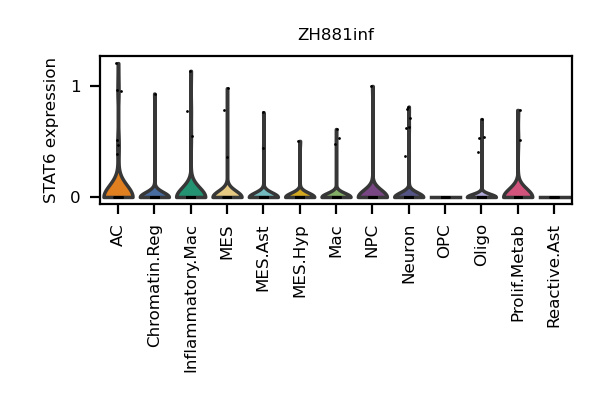 ZH881inf
STAT6 expression
1
0
AC
Chromatin.Reg
Inflammatory.Mac
MES
MES.Ast
MES.Hyp
Mac
NPC
Neuron
OPC
Oligo
Prolif.Metab
Reactive.Ast